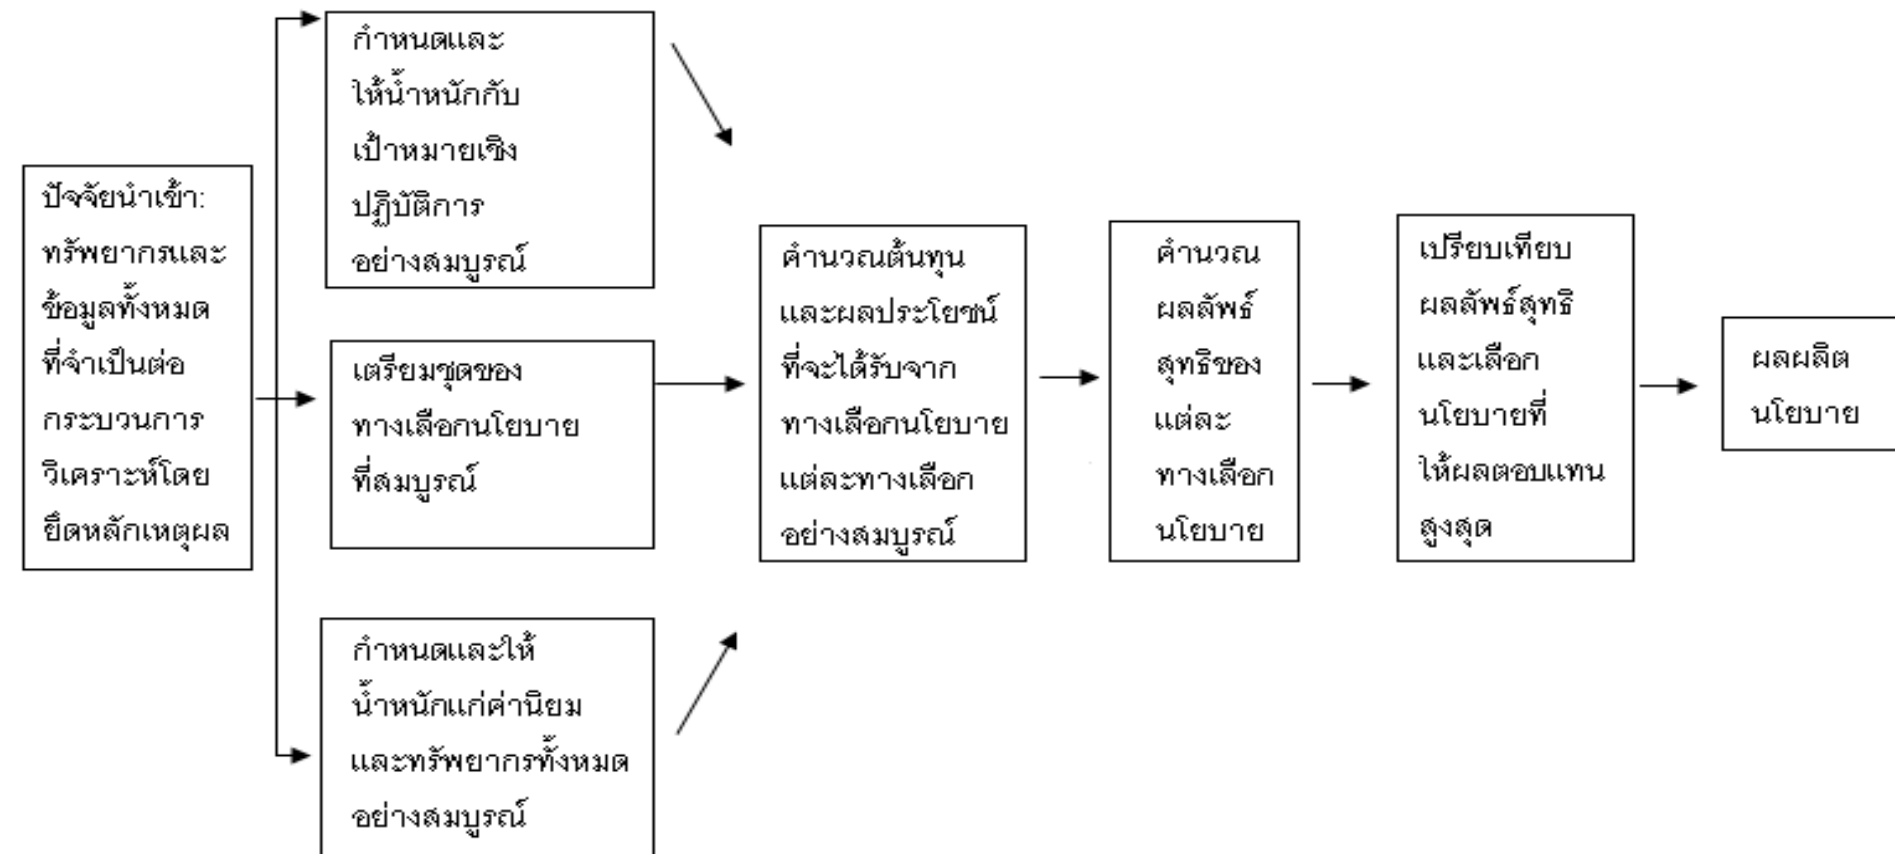 กำหนดและ
ให้น้ำหนักกับ
เป้าหมายเชิง
ปฏิบัติการ
อย่างสมบูรณ์
ปัจจัยนำเข้า:
ทรัพยากรและ
ข้อมูลทั้งหมด
ที่จำเป็นต่อ
กระบวนการ
วิเคราะห์โดย
ยึดหลักเหตุผล
เตรียมชุดของ
ทางเลือกนโยบาย
ที่สมบูรณ์
กำหนดและให้
น้ำหนักแก่ค่านิยม
และทรัพยากรทั้งหมด
อย่างสมบูรณ์
คำนวณต้นทุน
และผลประโยชน์
ที่จะได้รับจาก
ทางเลือกนโยบาย
แต่ละทางเลือก
อย่างสมบูรณ์
คำนวณ
ผลลัพธ์
สุทธิของ
แต่ละ
ทางเลือก
นโยบาย
เปรียบเทียบ
ผลลัพธ์สุทธิ
และเลือก
นโยบายที่
ให้ผลตอบแทน
สูงสุด
ผลผลิต
นโยบาย